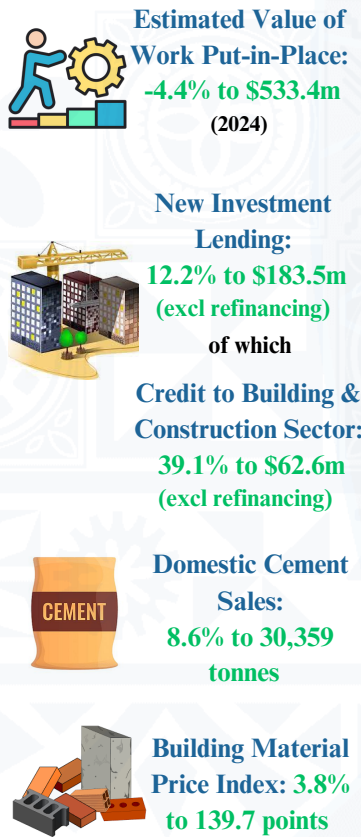 Estimated Value of
Work Put-in-Place:
-4.4% to $533.4m
(2024)
New Investment
Lending:
12.2% to $183.5m
(excl refinancing)
of which
Credit to Building &
Construction Sector:
39.1% to $62.6m
(excl refinancing)
CEMENT
Domestic Cement
Sales:
8.6% to 30,359
tonnes
Building Material
Price Index: 3.8%
to 139.7 points